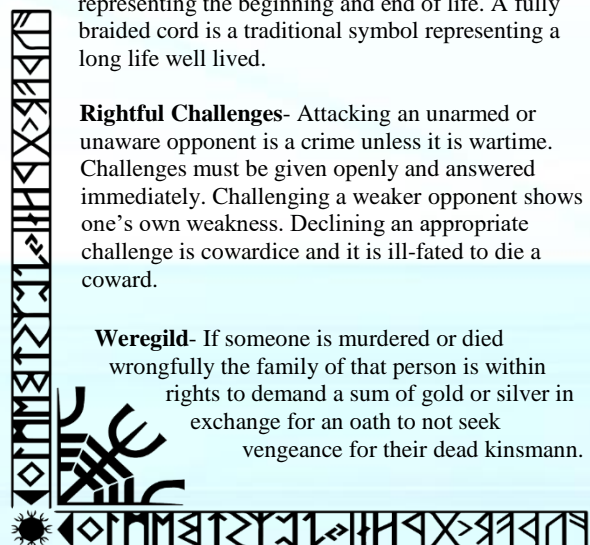 representing the beginning and end of life. A fully
braided cord is a traditional symbol representing a
long life well lived.
Rightful Challenges- Attacking an unarmed or
unaware opponent is a crime unless it is wartime.
Challenges must be given openly and answered
immediately. Challenging a weaker opponent shows
one’s own weakness. Declining an appropriate
challenge is cowardice and it is ill-fated to die a
coward.
Weregild- If someone is murdered or died
wrongfully the family of that person is within
rights to demand a sum of gold or silver in
exchange for an oath to not seek
vengeance for their dead kinsmann.